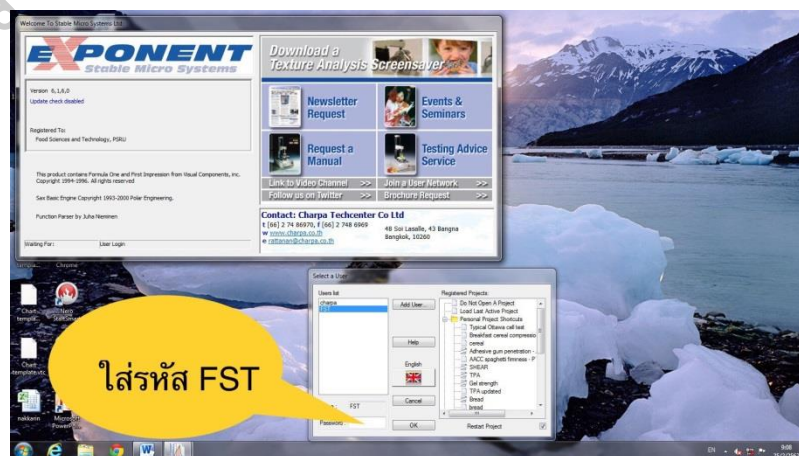 Welcome To Stable Micro Systems Ltd.
EXPONENT
Stable Micro Systems
Version 6,1,6,0
Update check disabled
Registered To:
Food Sciences and Technology, PSRU
This product contains Formula One and First Impression from Visual Components, inc.
Copyright 1994-1996. All rights reserved
Sax Basic Engine Copyright 1993-2000 Polar Engineering.
Function Parser by Juha Nieminen
Waiting For: User Login
Download a
Texture Analysis Screensaver
Newsletter
Request
Events &
Seminars
Request a
Manual
Testing Advice
Service
Link to Video Channel >>
Join a User Network >>
Follow us on Twitter >>
Brochure Request >>
Contact: Charpa Techcenter Co Ltd
t [66] 2 74 86970, f [66] 2 748 6969
w www.charpa.co.th
e rattanan@charpa.co.th
48 Soi Lasalle, 43 Bangna
Bangkok, 10260
Chrome
Chart
Nero
StartSmart
Chart
nakkarin
Microsoft
PowerPoint
Select a User
Users list
charpa
FST
Add User...
Help
English
Cancel
OK
FST
Password
Registered Projects:
Do Not Open A Project
Load Last Active Project
Personal Project Shortcuts
Typical Ottawa cell test
Breakfast cereal compressio
cereal
Adhesive gum penetration -
AACC spaghetti firmness - P
SHEAR
TPA
Gel strength
TPA updated
Bread
bread
Restart Project
ใส่รหัส FST
EN
9:08